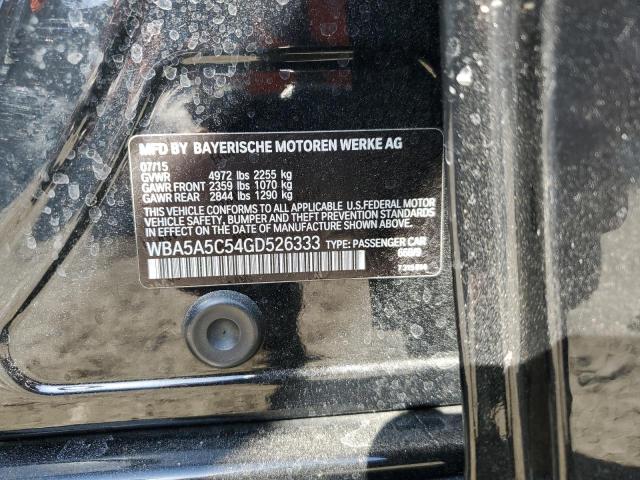 MFD BY BAYERISCHE MOTOREN WERKE AG
07/15
GVWR 4972 lbs 2255 kg
GAWR FRONT 2359 lbs 1070 kg
GAWR REAR 2844 lbs 1290 kg
THIS VEHICLE CONFORMS TO ALL APPLICABLE U.S.FEDERAL MOTOR
VEHICLE SAFETY, BUMPER AND THEFT PREVENTION STANDARDS
IN EFFECT ON THE DATE OF MANUFACTURE SHOWN ABOVE.
WBA5A5C54GD526333 TYPE: PASSENGER CAR